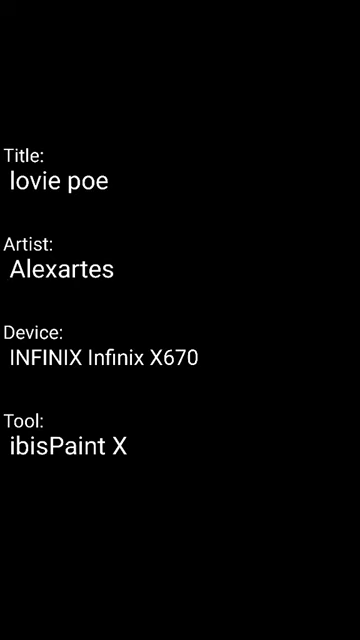 Title:
lovie poe
Artist:
Alexartes
Device:
INFINIX Infinix X670
Tool:
ibisPaint X